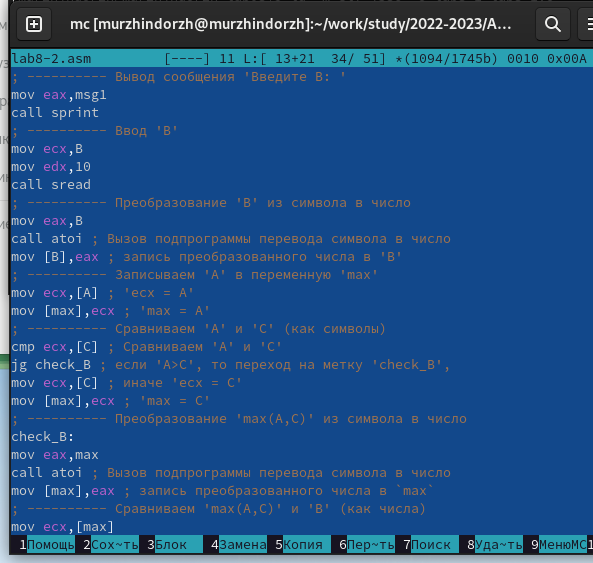 mc [murzhindorzh@murzhindorzh]:~/work/study/2022-2023/А...
lab8-2.asm [----] 11 L:[ 13+21 34/ 51] *(1094/1745b) 0010 0x00A
; ---------- Вывод сообщения 'Введите B: '
mov eax,msg1
call sprint
; ---------- Ввод 'B'
mov ecx,B
mov edx,10
call sread
; ---------- Преобразование 'B' из символа в число
mov eax,B
call atoi ; Вызов подпрограммы перевода символа в число
mov [B],eax ; запись преобразованного числа в 'B'
; ---------- Записываем 'A' в переменную 'max'
mov ecx,[A] ; 'ecx = A'
mov [max],ecx ; 'max = A'
; ---------- Сравниваем 'A' и 'С' (как символы)
cmp ecx,[C] ; Сравниваем 'A' и 'С'
jg check_B ; если 'A>C', то переход на метку 'check_B',
mov ecx,[C] ; иначе 'ecx = C'
mov [max],ecx ; 'max = C'
; ---------- Преобразование 'max(A,C)' из символа в число
check_B:
mov eax,max
call atoi ; Вызов подпрограммы перевода символа в число
mov [max],eax ; запись преобразованного числа в `max`
; ---------- Сравниваем 'max(A,C)' и 'B' (как числа)
mov ecx,[max]
1Помощь 2Сох~ть 3Блок 4Замена 5Копия 6Пер~ть 7Поиск 8Уда~ть 9МенюMC1